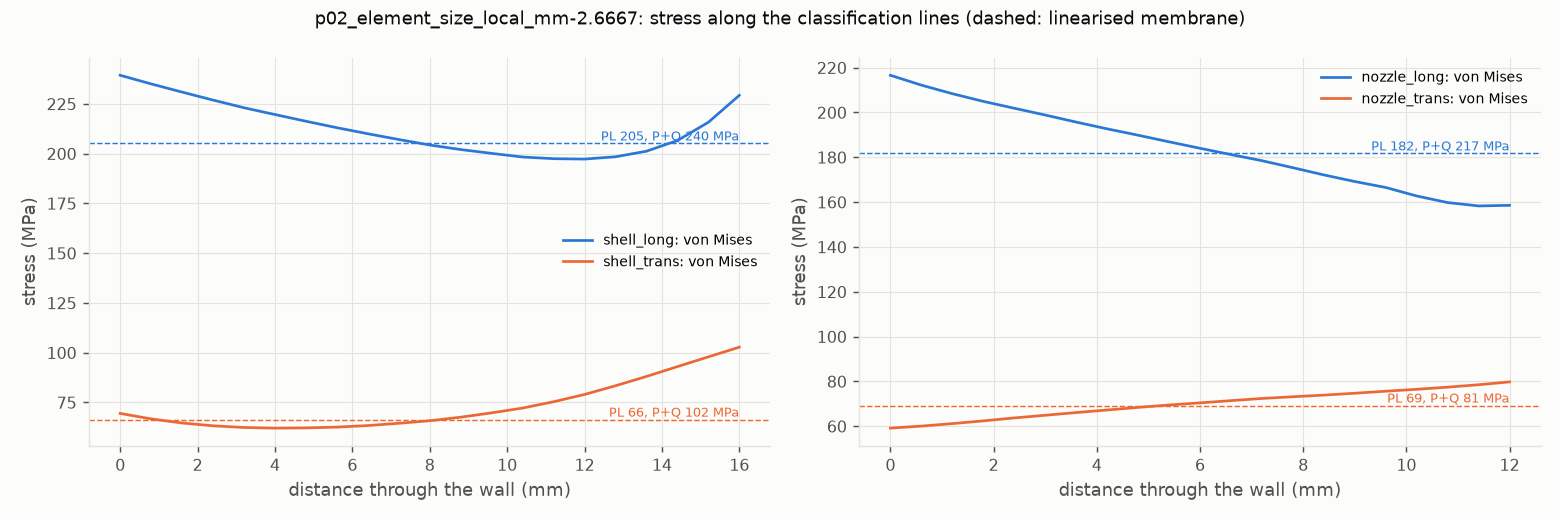 p02_element_size_local_mm-2.6667: stress along the classification lines (dashed: linearised membrane)
stress (MPa)
225
200
175
150
125
100
75
PL 205, P+Q 240 MPa
shell_long: von Mises
shell_trans: von Mises
PL 66, P+Q 102 MPa
0 2 4 6 8 10 12 14 16
distance through the wall (mm)
stress (MPa)
220
200
180
160
140
120
100
80
60
nozzle_long: von Mises
nozzle_trans: von Mises
PL 182, P+Q 217 MPa
PL 69, P+Q 81 MPa
0 2 4 6 8 10 12
distance through the wall (mm)